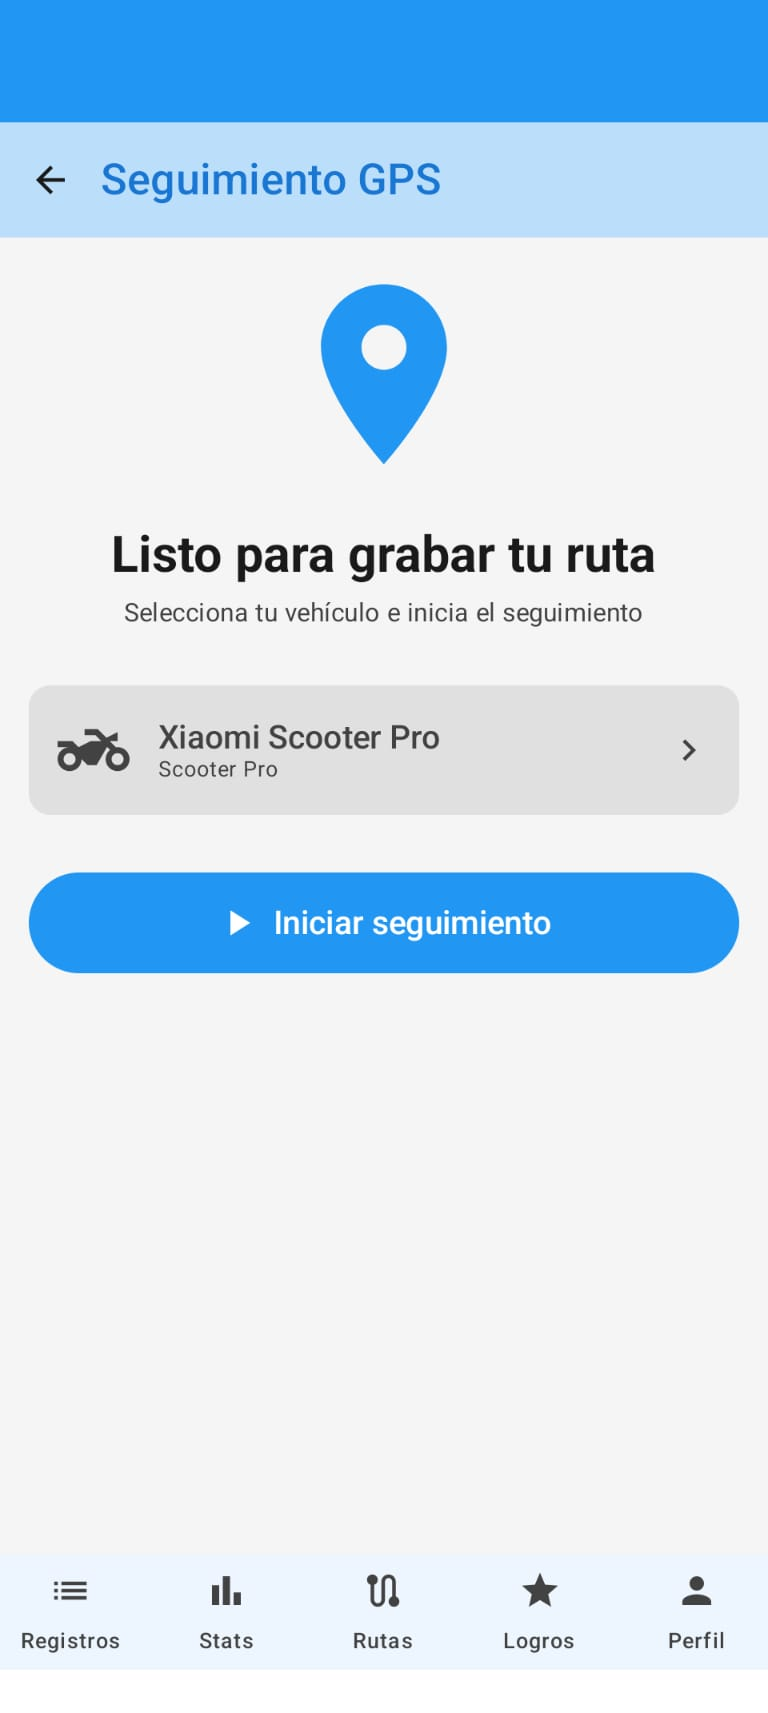 Seguimiento GPS
Listo para grabar tu ruta
Selecciona tu vehículo e inicia el seguimiento
Xiaomi Scooter Pro
Scooter Pro
Iniciar seguimiento
Registros
Stats
Rutas
Logros
Perfil